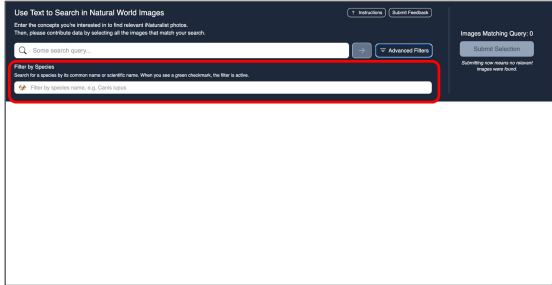 Use Text to Search in Natural World Images
? Instructions
Submit Feedback
Enter the concepts you're interested in to find relevant iNaturalist photos.
Then, please contribute data by selecting all the images that match your search.
Some search query...
→
Advanced Filters
Filter by Species
Search for a species by its common name or scientific name. When you see a green checkmark, the filter is active.
Filter by species name, e.g. Canis lupus
Images Matching Query: 0
Submit Selection
Submitting now means no relevant
images were found.